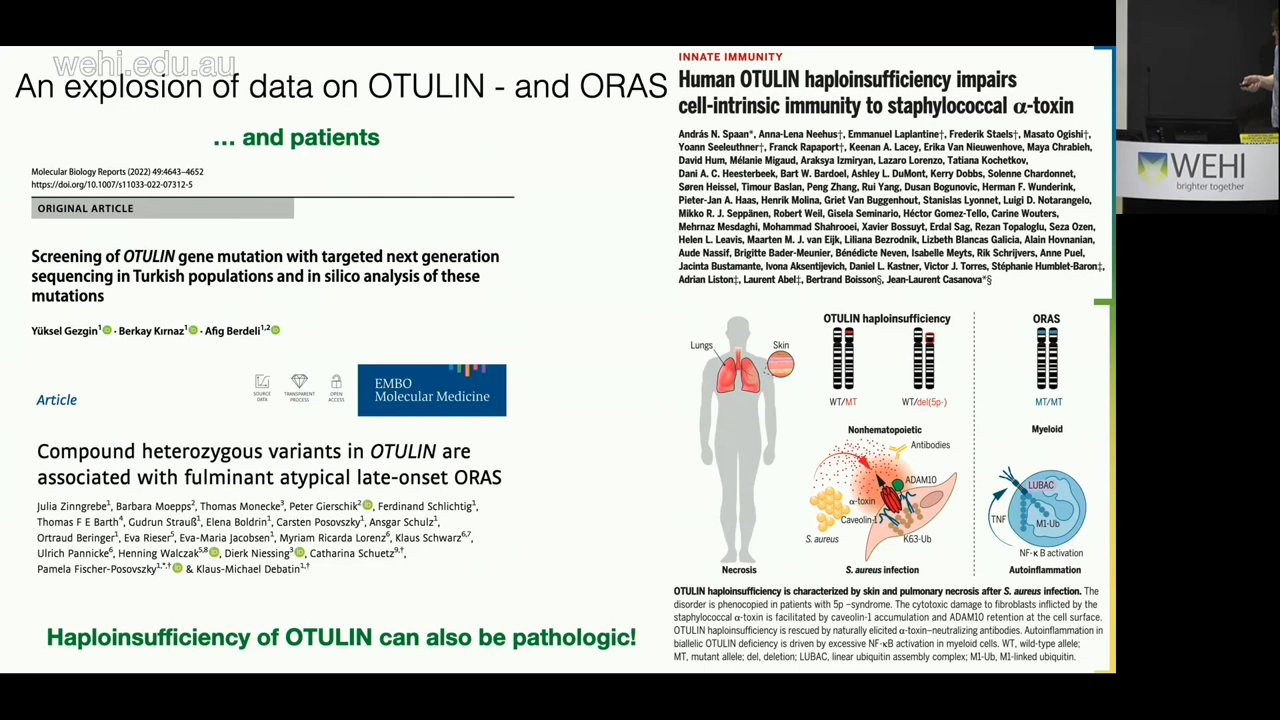 wehi.edu.au
An explosion of data on OTULIN - and ORAS
... and patients
Molecular Biology Reports (2022) 49:4643–4652
https://doi.org/10.1007/s11033-022-07312-5
ORIGINAL ARTICLE
Screening of OTULIN gene mutation with targeted next generation
sequencing in Turkish populations and in silico analysis of these
mutations
Yüksel Gezgin1 · Berkay Kırnaz1 · Afig Berdeli1,2
Article
SOURCE
DATA
TRANSPARENT
PROCESS
OPEN
ACCESS
EMBO
Molecular Medicine
Compound heterozygous variants in OTULIN are
associated with fulminant atypical late-onset ORAS
Julia Zinngrebe1, Barbara Moepps2, Thomas Monecke3, Peter Gierschik2, Ferdinand Schlichtig1,
Thomas F E Barth4, Gudrun Strauß1, Elena Boldrin1, Carsten Posovszky1, Ansgar Schulz1,
Ortraud Beringer1, Eva Rieser5, Eva-Maria Jacobsen1, Myriam Ricarda Lorenz6, Klaus Schwarz6,7,
Ulrich Pannicke6, Henning Walczak5,8, Dierk Niessing3, Catharina Schuetz9,†,
Pamela Fischer-Posovszky1,*,† & Klaus-Michael Debatin1,†
Haploinsufficiency of OTULIN can also be pathologic!
INNATE IMMUNITY
Human OTULIN haploinsufficiency impairs
cell-intrinsic immunity to staphylococcal α-toxin
András N. Spaan*, Anna-Lena Neehus†, Emmanuel Laplantine†, Frederik Staels†, Masato Ogishi†,
Yoann Seeleuthner†, Franck Rapaport†, Keenan A. Lacey, Erika Van Nieuwenhove, Maya Chrabieh,
David Hum, Mélanie Migaud, Araksya Izmiryan, Lazaro Lorenzo, Tatiana Kochetkov,
Dani A. C. Heesterbeek, Bart W. Bardoel, Ashley L. DuMont, Kerry Dobbs, Solenne Chardonnet,
Søren Heissel, Timour Baslan, Peng Zhang, Rui Yang, Dusan Bogunovic, Herman F. Wunderink,
Pieter-Jan A. Haas, Henrik Molina, Griet Van Buggenhout, Stanislas Lyonnet, Luigi D. Notarangelo,
Mikko R. J. Seppänen, Robert Weil, Gisela Seminario, Héctor Gomez-Tello, Carine Wouters,
Mehrnaz Mesdaghi, Mohammad Shahrooei, Xavier Bossuyt, Erdal Sag, Rezan Topaloglu, Seza Ozen,
Helen L. Leavis, Maarten M. J. van Eijk, Liliana Bezrodnik, Lizbeth Blancas Galicia, Alain Hovnanian,
Aude Nassif, Brigitte Bader-Meunier, Bénédicte Neven, Isabelle Meyts, Rik Schrijvers, Anne Puel,
Jacinta Bustamante, Ivona Aksentijevich, Daniel L. Kastner, Victor J. Torres, Stéphanie Humblet-Baron‡,
Adrian Liston‡, Laurent Abel‡, Bertrand Boisson§, Jean-Laurent Casanova*§
OTULIN haploinsufficiency
ORAS
Lungs
Skin
WT/MT
WT/del(5p-)
MT/MT
Nonhematopoietic
Myeloid
Antibodies
ADAM10
α-toxin
Caveolin-1
S. aureus
K63-Ub
LUBAC
TNF
M1-Ub
NF-κB activation
Necrosis
S. aureus infection
Autoinflammation
OTULIN haploinsufficiency is characterized by skin and pulmonary necrosis after S. aureus infection. The
disorder is phenocopied in patients with 5p –syndrome. The cytotoxic damage to fibroblasts inflicted by the
staphylococcal α-toxin is facilitated by caveolin-1 accumulation and ADAM10 retention at the cell surface.
OTULIN haploinsufficiency is rescued by naturally elicited α-toxin–neutralizing antibodies. Autoinflammation in
biallelic OTULIN deficiency is driven by excessive NF-κB activation in myeloid cells. WT, wild-type allele;
MT, mutant allele; del, deletion; LUBAC, linear ubiquitin assembly complex; M1-Ub, M1-linked ubiquitin.
WEHI
brighter together